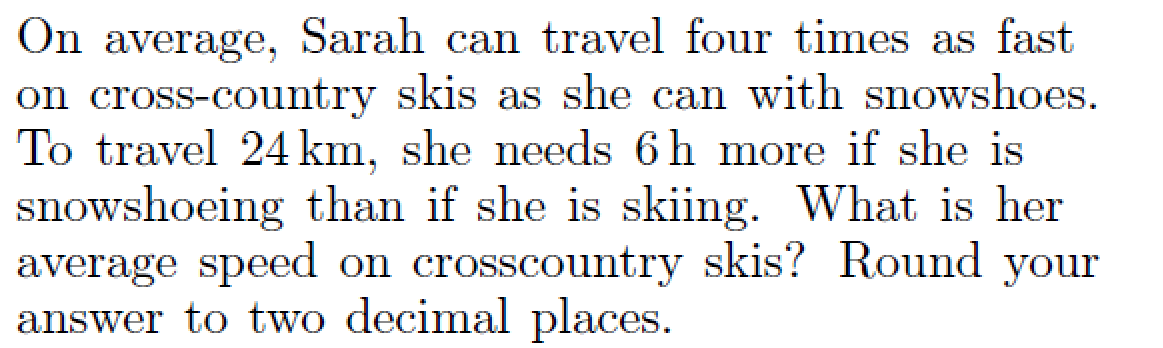 On average, Sarah can travel four times as fast
on cross-country skis as she can with snowshoes.
To travel 24 km, she needs 6 h more if she is
snowshoeing than if she is skiing. What is her
average speed on crosscountry skis? Round your
answer to two decimal places.